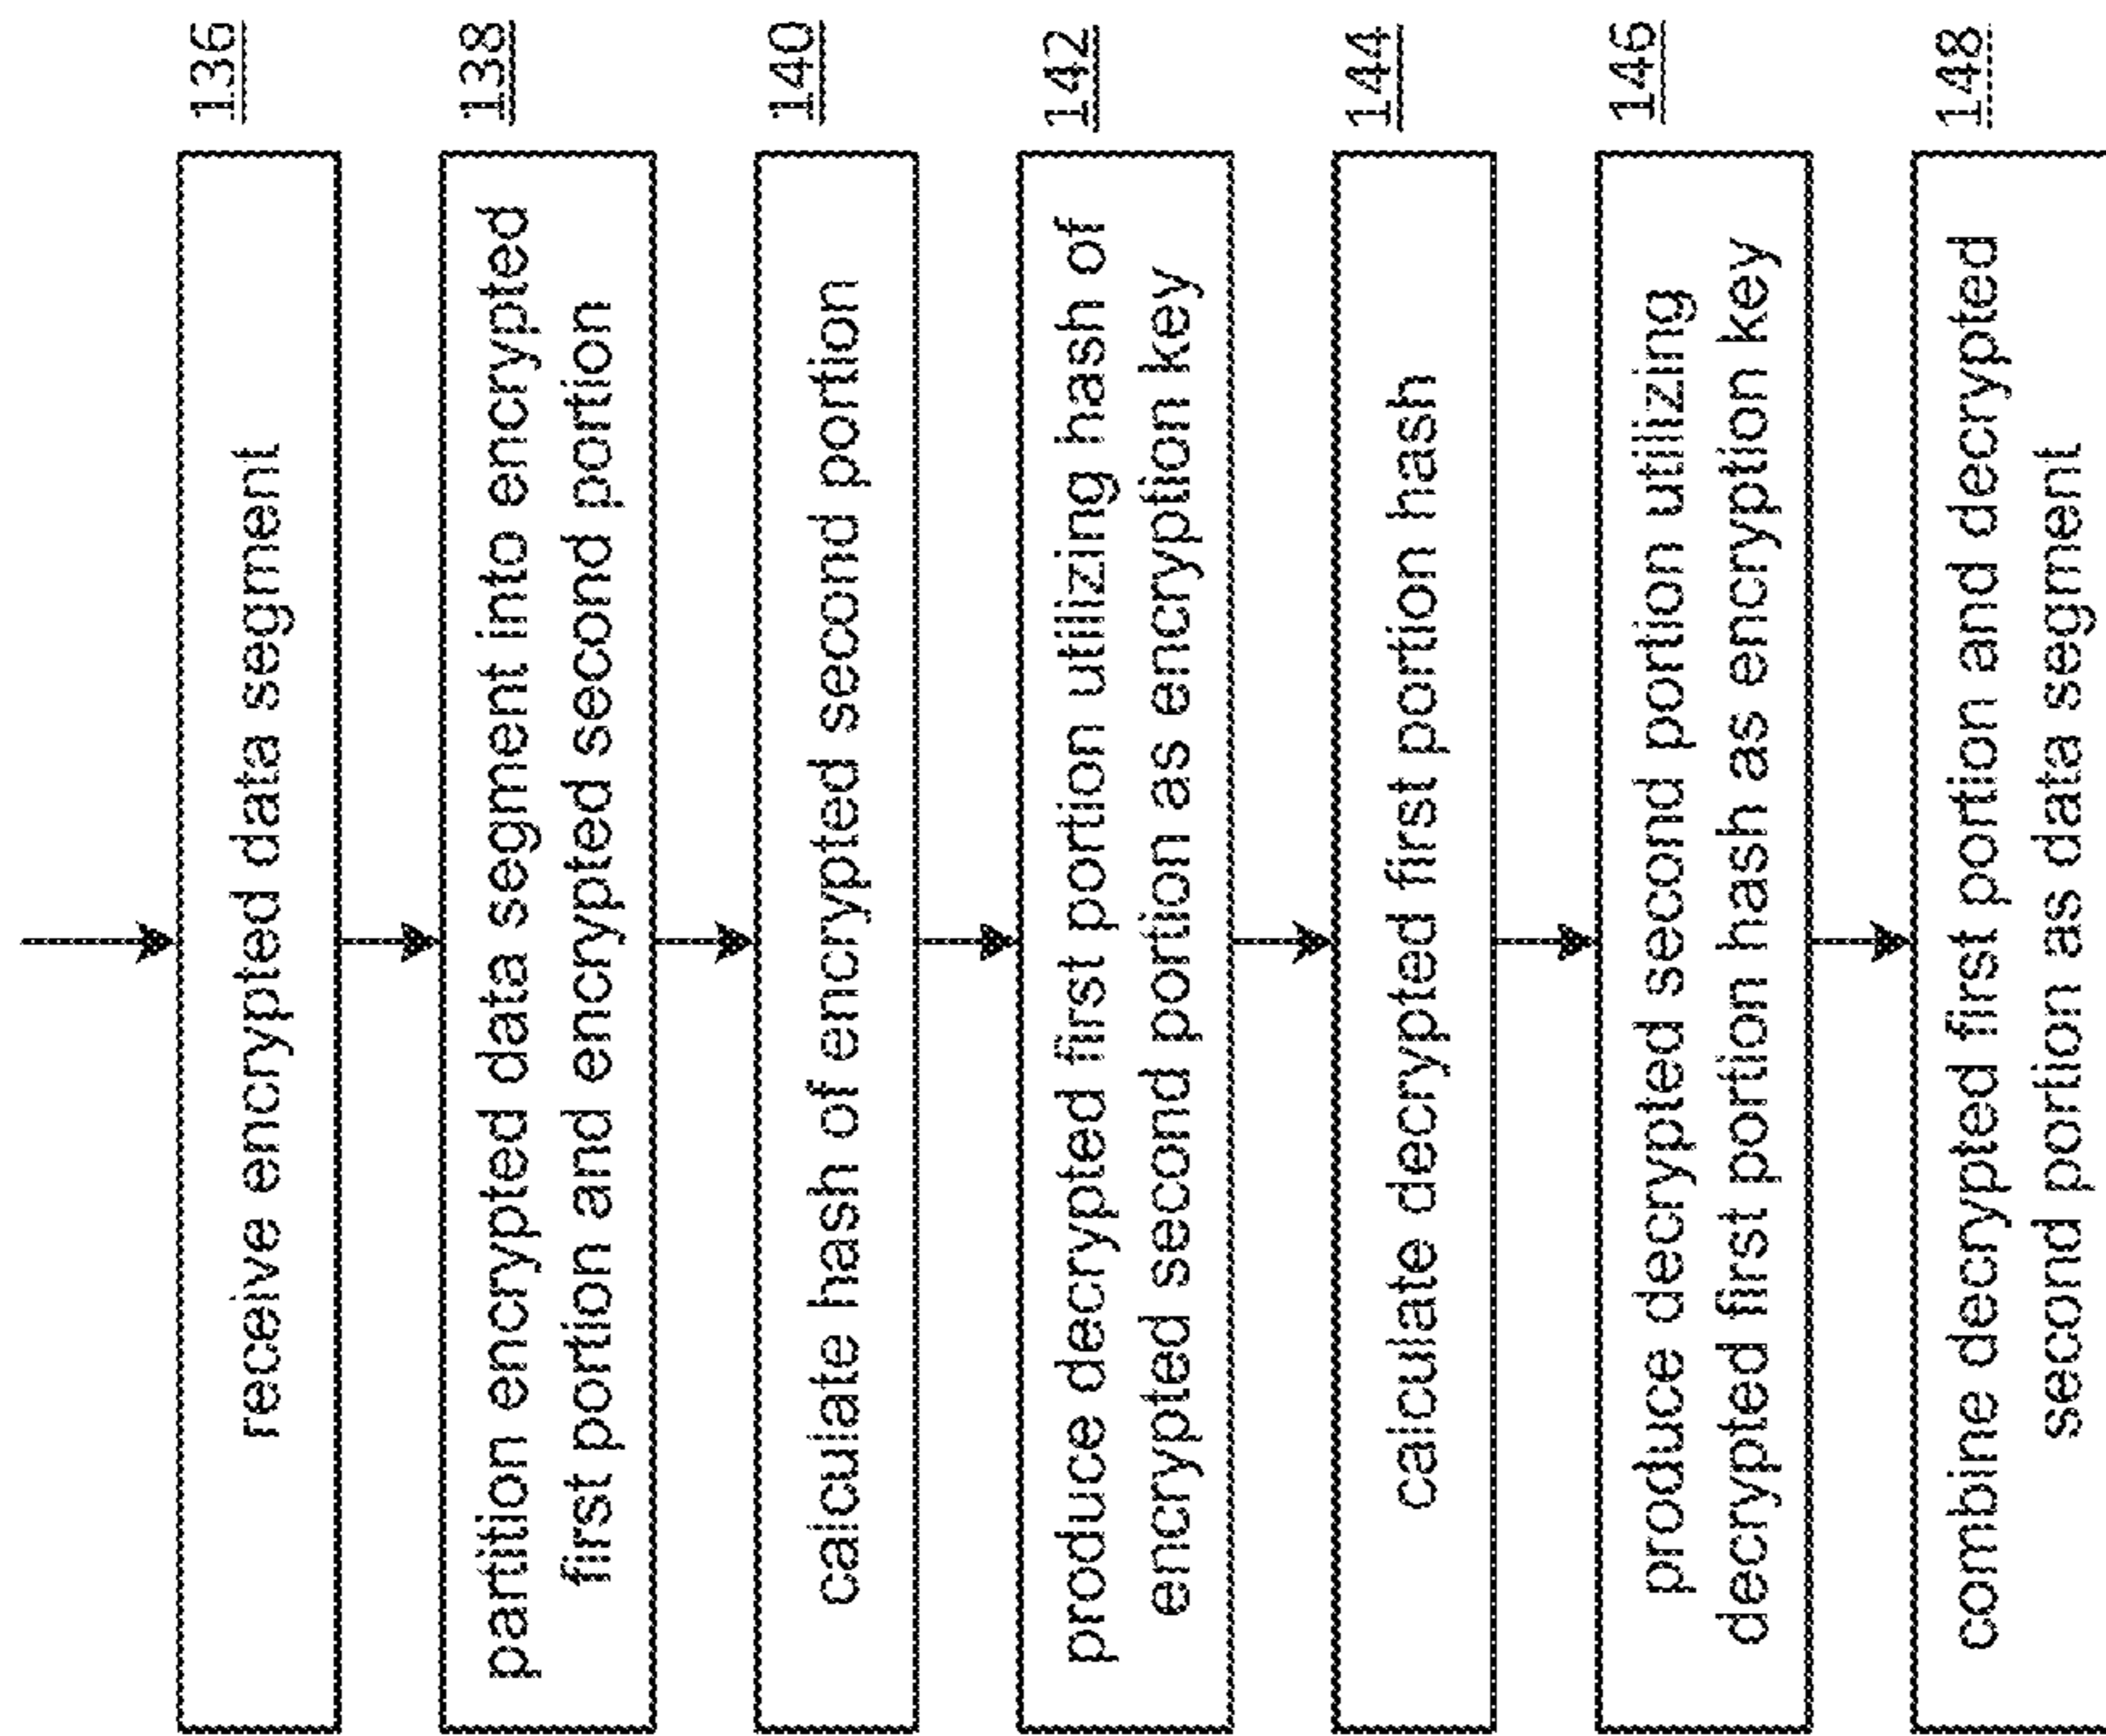 receive encrypted data segment
136
partition encrypted data segment into encrypted
first portion and encrypted second portion
138
calculate hash of encrypted second portion
140
produce decrypted first portion utilizing hash of
encrypted second portion as encryption key
142
calculate decrypted first portion hash
144
produce decrypted second portion utilizing
decrypted first portion hash as encryption key
146
combine decrypted first portion and decrypted
second portion as data segment
148